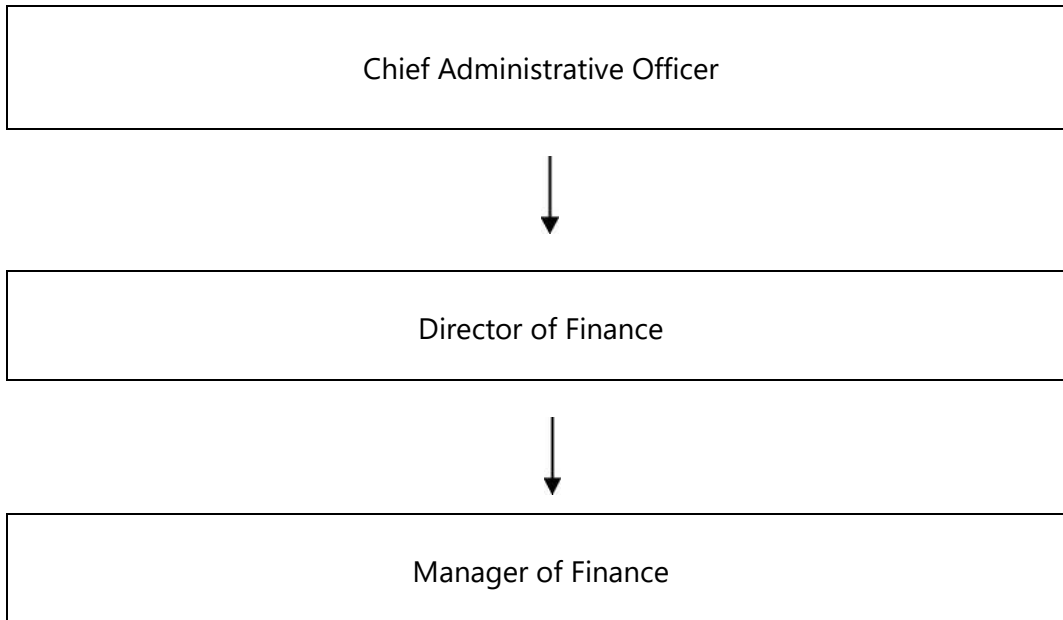 Chief Administrative Officer
Director of Finance
Manager of Finance